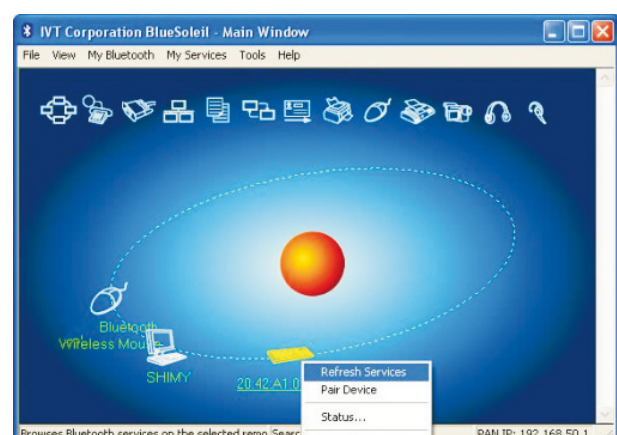 IVT Corporation BlueSoleil - Main Window
File View My Bluetooth My Services Tools Help
Bluetooth
Wireless Mouse
SHIMY
20:42:A1:0
Refresh Services
Pair Device
Status...
Browses Bluetooth services on the selected remo Searc PAN IP: 192.168.50.1